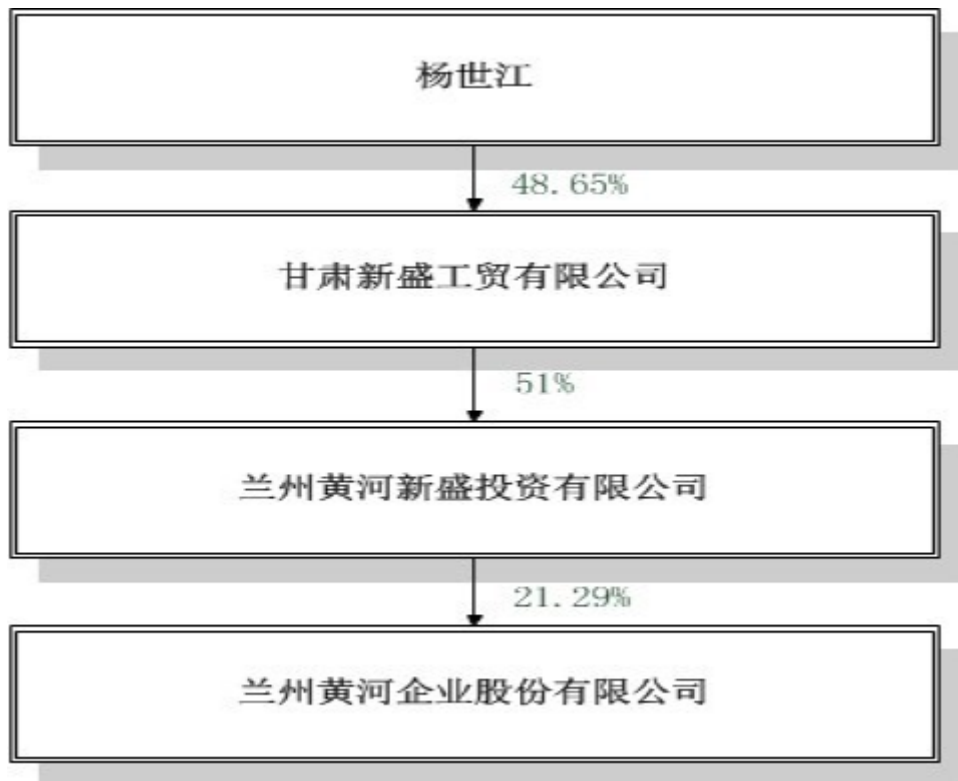 杨世江
48.65%
甘肃新盛工贸有限公司
51%
兰州黄河新盛投资有限公司
21.29%
兰州黄河企业股份有限公司